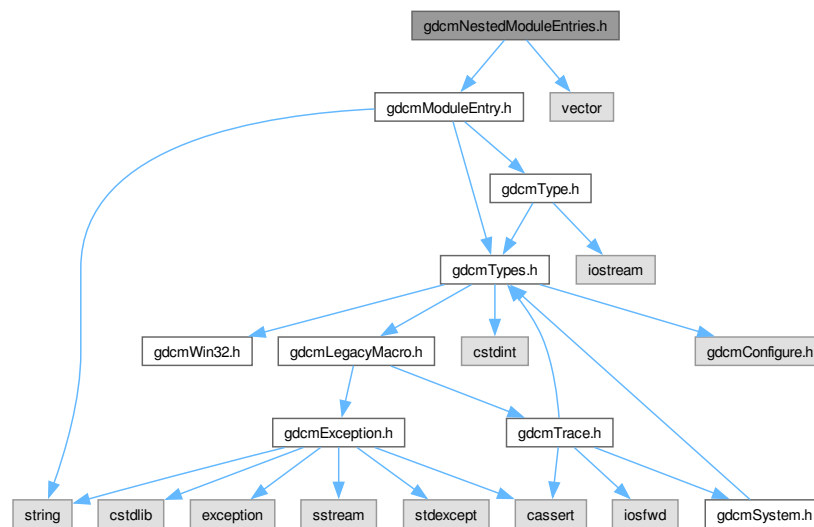 gdcmNestedModuleEntries.h
gdcmModuleEntry.h
vector
gdcmType.h
gdcmTypes.h
iostream
gdcmWin32.h
gdcmLegacyMacro.h
cstdint
gdcmConfigure.h
gdcmException.h
gdcmTrace.h
string
cstdlib
exception
sstream
stdexcept
cassert
iosfwd
gdcmSystem.h